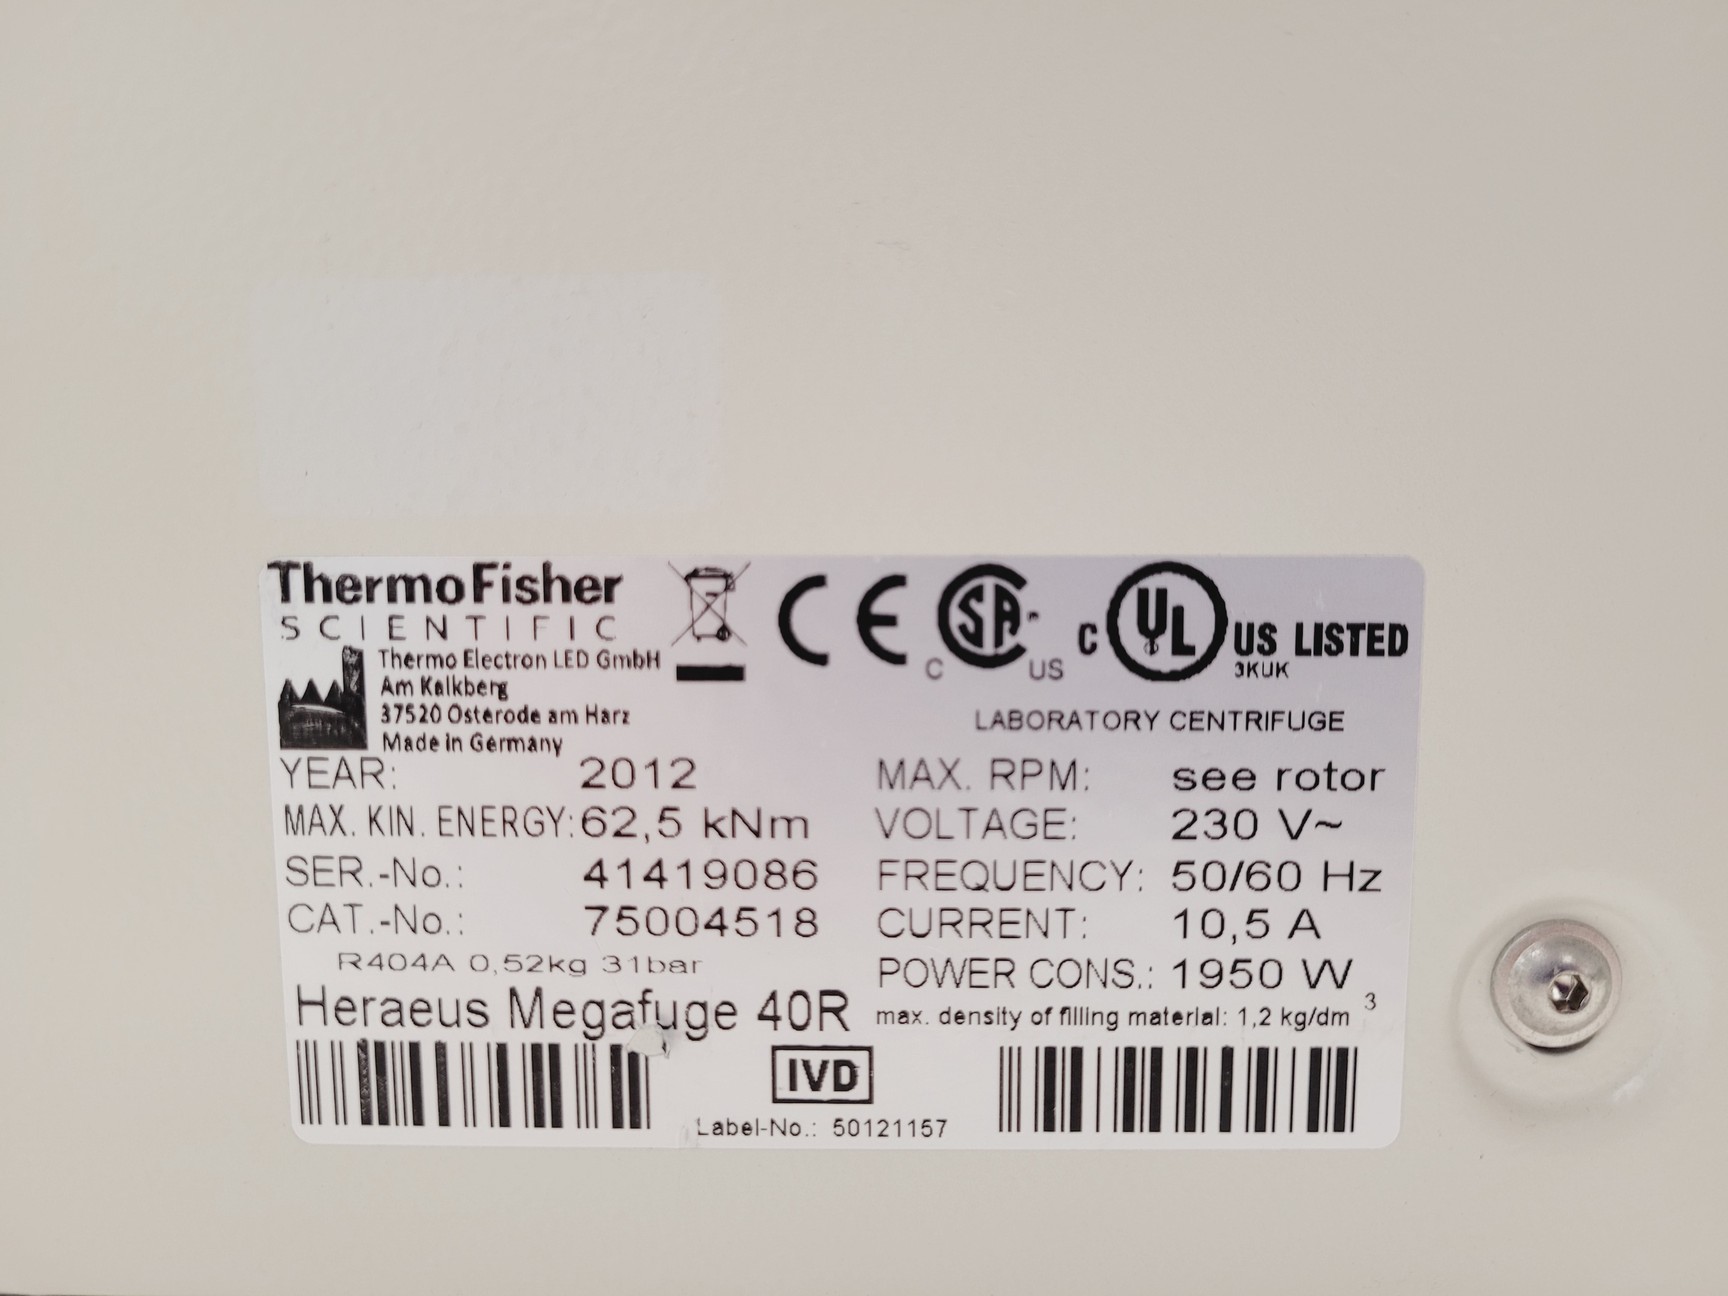 ThermoFisher
SCIENTIFIC
Thermo Electron LED GmbH
Am Kalkberg
37520 Osterode am Harz
Made in Germany
CE
SA
C US
C UL US LISTED
3KUK
LABORATORY CENTRIFUGE
YEAR: 2012
MAX. KIN. ENERGY: 62,5 kNm
SER.-No.: 41419086
CAT.-No.: 75004518
R404A 0,52kg 31bar
Heraeus Megafuge 40R
MAX. RPM: see rotor
VOLTAGE: 230 V~
FREQUENCY: 50/60 Hz
CURRENT: 10,5 A
POWER CONS.: 1950 W
max. density of filling material: 1,2 kg/dm³
IVD
Label-No.: 50121157